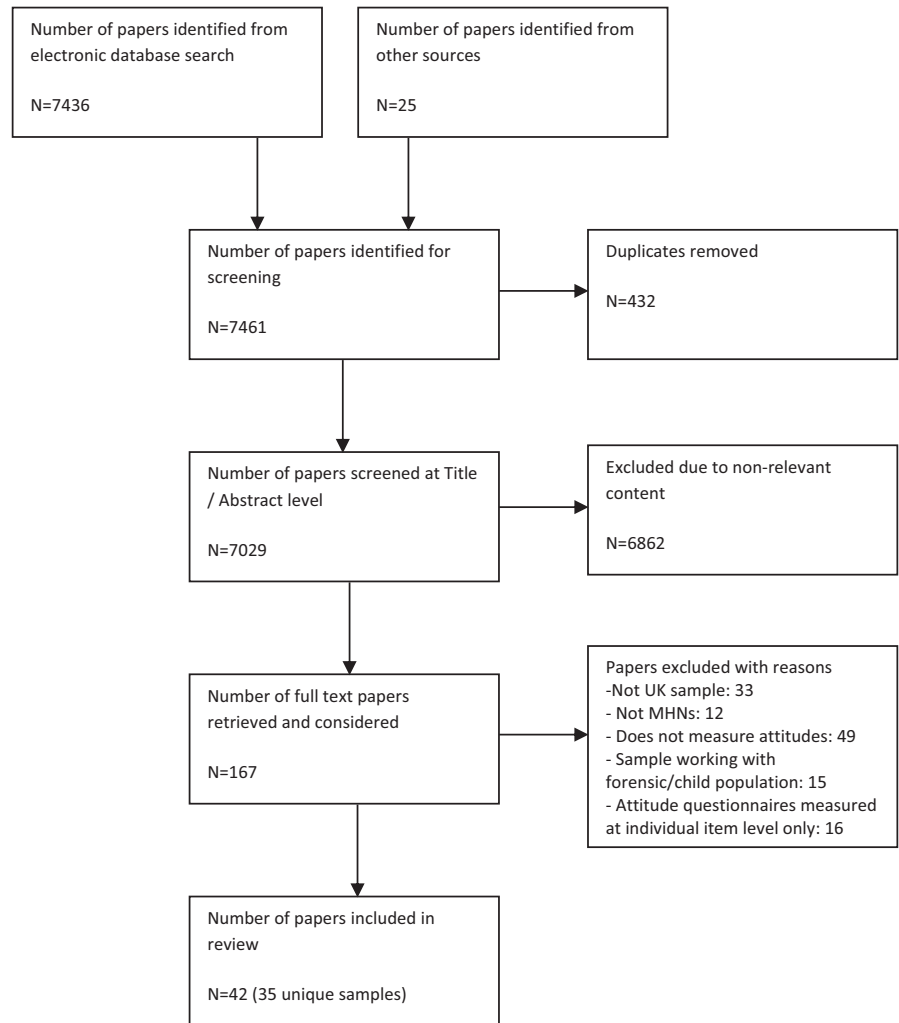 Number of papers identified from
electronic database search
N=7436
Number of papers identified from
other sources
N=25
Number of papers identified for
screening
N=7461
Duplicates removed
N=432
Number of papers screened at Title
/ Abstract level
N=7029
Excluded due to non-relevant
content
N=6862
Number of full text papers
retrieved and considered
N=167
Papers excluded with reasons
-Not UK sample: 33
- Not MHNs: 12
- Does not measure attitudes: 49
- Sample working with
forensic/child population: 15
- Attitude questionnaires measured
at individual item level only: 16
Number of papers included in
review
N=42 (35 unique samples)